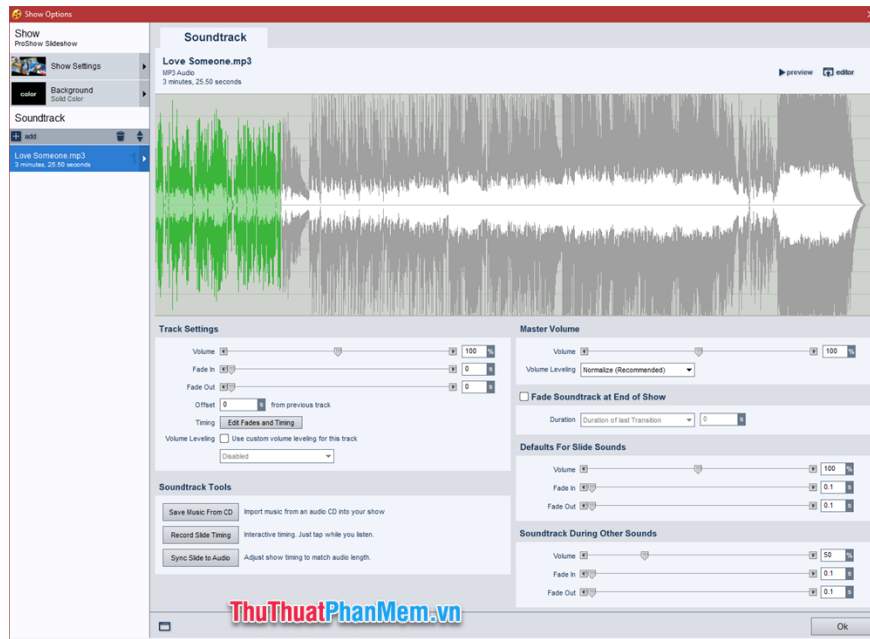 Show Options
Show
ProShow Slideshow
Show Settings
color
Background
Solid Color
Soundtrack
add
Love Someone.mp3
3 minutes, 25.50 seconds
1
Soundtrack
Love Someone.mp3
MP3 Audio
3 minutes, 25.50 seconds
preview
editor
Track Settings
Volume 100 %
Fade In 0 s
Fade Out 0 s
Offset 0 s from previous track
Timing Edit Fades and Timing
Volume Leveling Use custom volume leveling for this track
Disabled
Soundtrack Tools
Save Music From CD Import music from an audio CD into your show
Record Slide Timing Interactive timing. Just tap while you listen.
Sync Slide to Audio Adjust show timing to match audio length.
Master Volume
Volume 100 %
Volume Leveling Normalize (Recommended)
Fade Soundtrack at End of Show
Duration Duration of last Transition 0 s
Defaults For Slide Sounds
Volume 100 %
Fade In 0.1 s
Fade Out 0.1 s
Soundtrack During Other Sounds
Volume 50 %
Fade In 0.1 s
Fade Out 0.1 s
ThuThuatPhanMem.vn
Ok